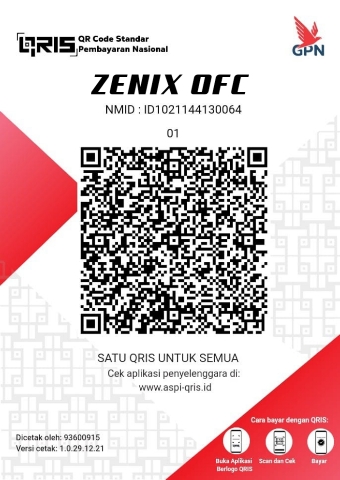 QRIS
QR Code Standar
Pembayaran Nasional
GPN
ZENIX OFC
NMID : ID1021144130064
01
SATU QRIS UNTUK SEMUA
Cek aplikasi penyelenggara di:
www.aspi-qris.id
Cara bayar dengan QRIS:
Dicetak oleh: 93600915
Versi cetak: 1.0.29.12.21
Buka Aplikasi
Berlogo QRIS
Scan dan Cek
Bayar